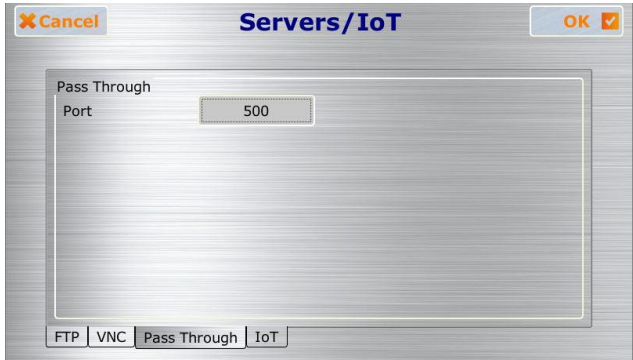 Cancel
Servers/IoT
OK
Pass Through
Port
500
FTP
VNC
Pass Through
IoT